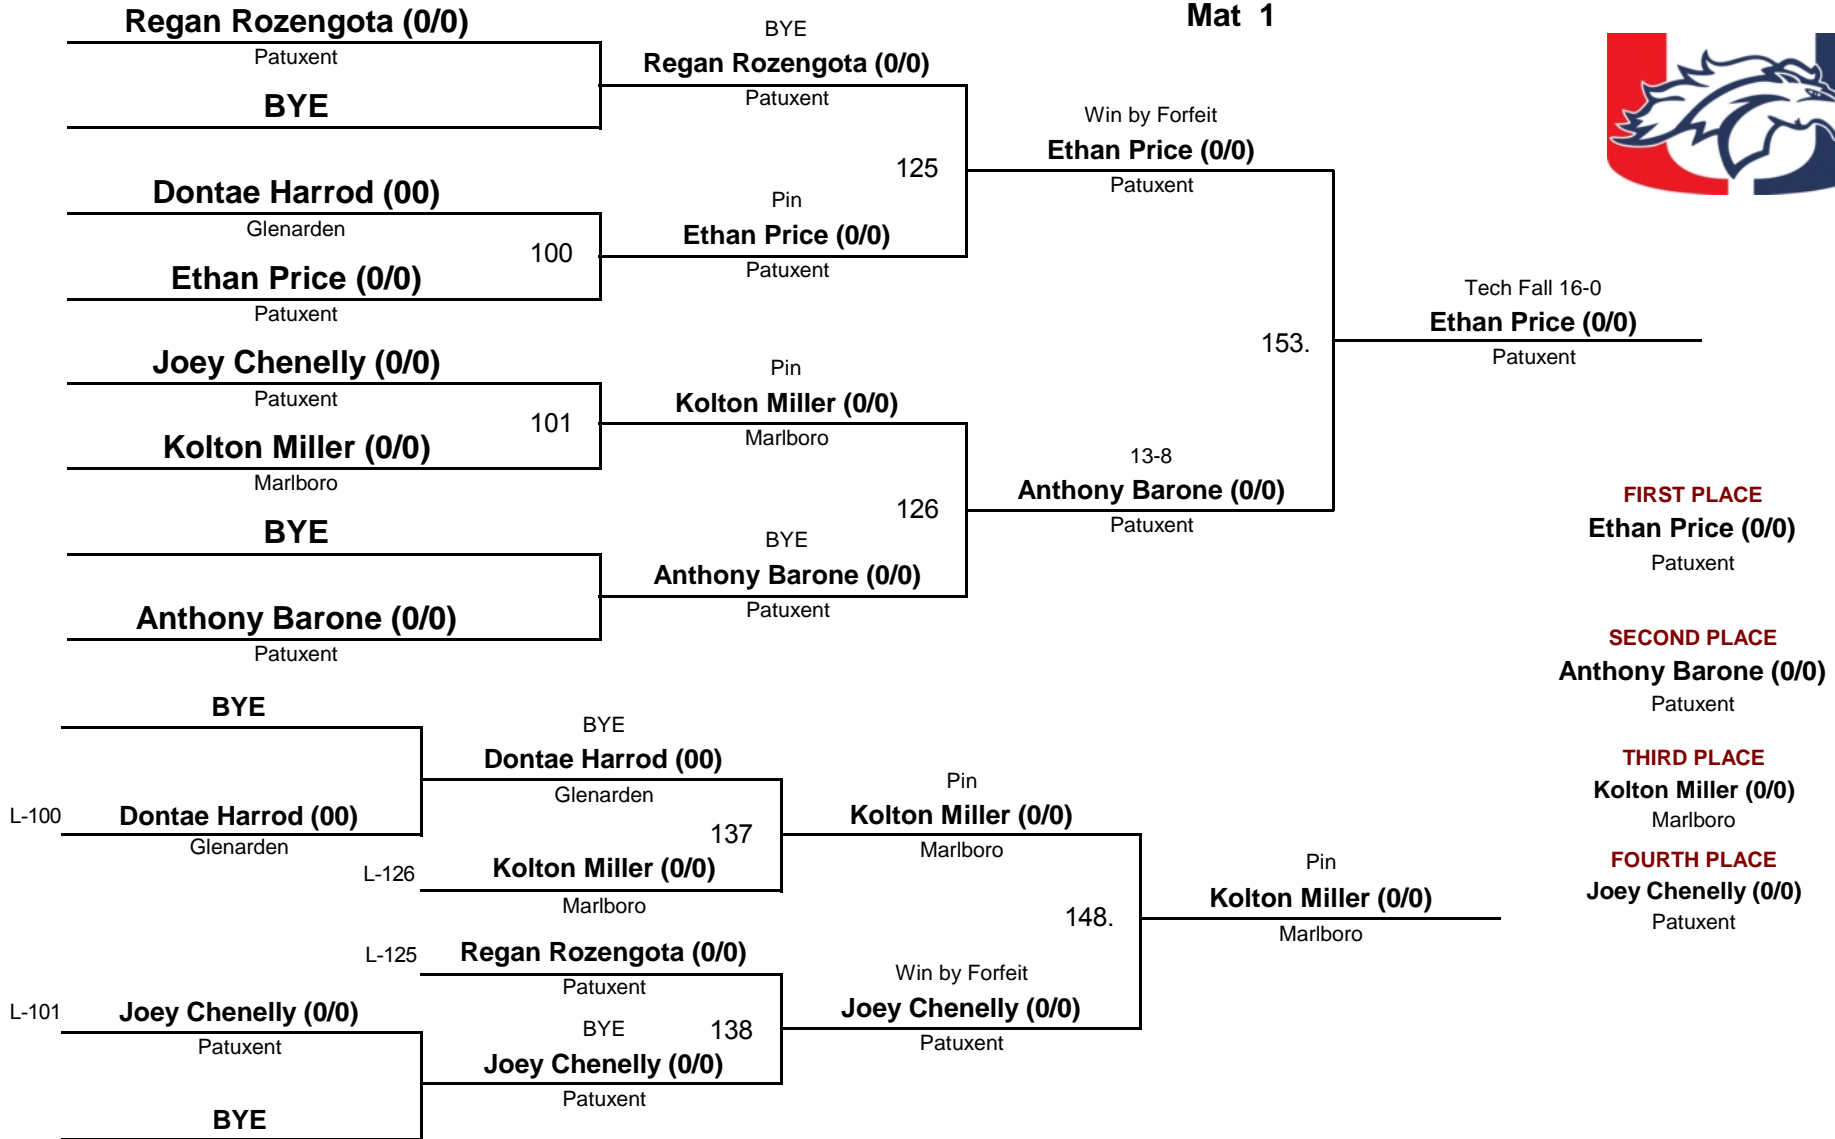 Mat 1
Regan Rozengota (0/0)
Patuxent
BYE
Dontae Harrod (00)
Glenarden
100
Ethan Price (0/0)
Patuxent
Joey Chenelly (0/0)
Patuxent
101
Kolton Miller (0/0)
Marlboro
BYE
Anthony Barone (0/0)
Patuxent
BYE
Regan Rozengota (0/0)
Patuxent
125
Pin
Ethan Price (0/0)
Patuxent
Pin
Kolton Miller (0/0)
Marlboro
126
BYE
Anthony Barone (0/0)
Patuxent
Win by Forfeit
Ethan Price (0/0)
Patuxent
153.
13-8
Anthony Barone (0/0)
Patuxent
Tech Fall 16-0
Ethan Price (0/0)
Patuxent
FIRST PLACE
Ethan Price (0/0)
Patuxent
SECOND PLACE
Anthony Barone (0/0)
Patuxent
THIRD PLACE
Kolton Miller (0/0)
Marlboro
FOURTH PLACE
Joey Chenelly (0/0)
Patuxent
BYE
L-100
Dontae Harrod (00)
Glenarden
BYE
Dontae Harrod (00)
Glenarden
137
L-126
Kolton Miller (0/0)
Marlboro
L-125
Regan Rozengota (0/0)
Patuxent
L-101
Joey Chenelly (0/0)
Patuxent
BYE
BYE
138
Joey Chenelly (0/0)
Patuxent
Pin
Kolton Miller (0/0)
Marlboro
148.
Win by Forfeit
Joey Chenelly (0/0)
Patuxent
Pin
Kolton Miller (0/0)
Marlboro